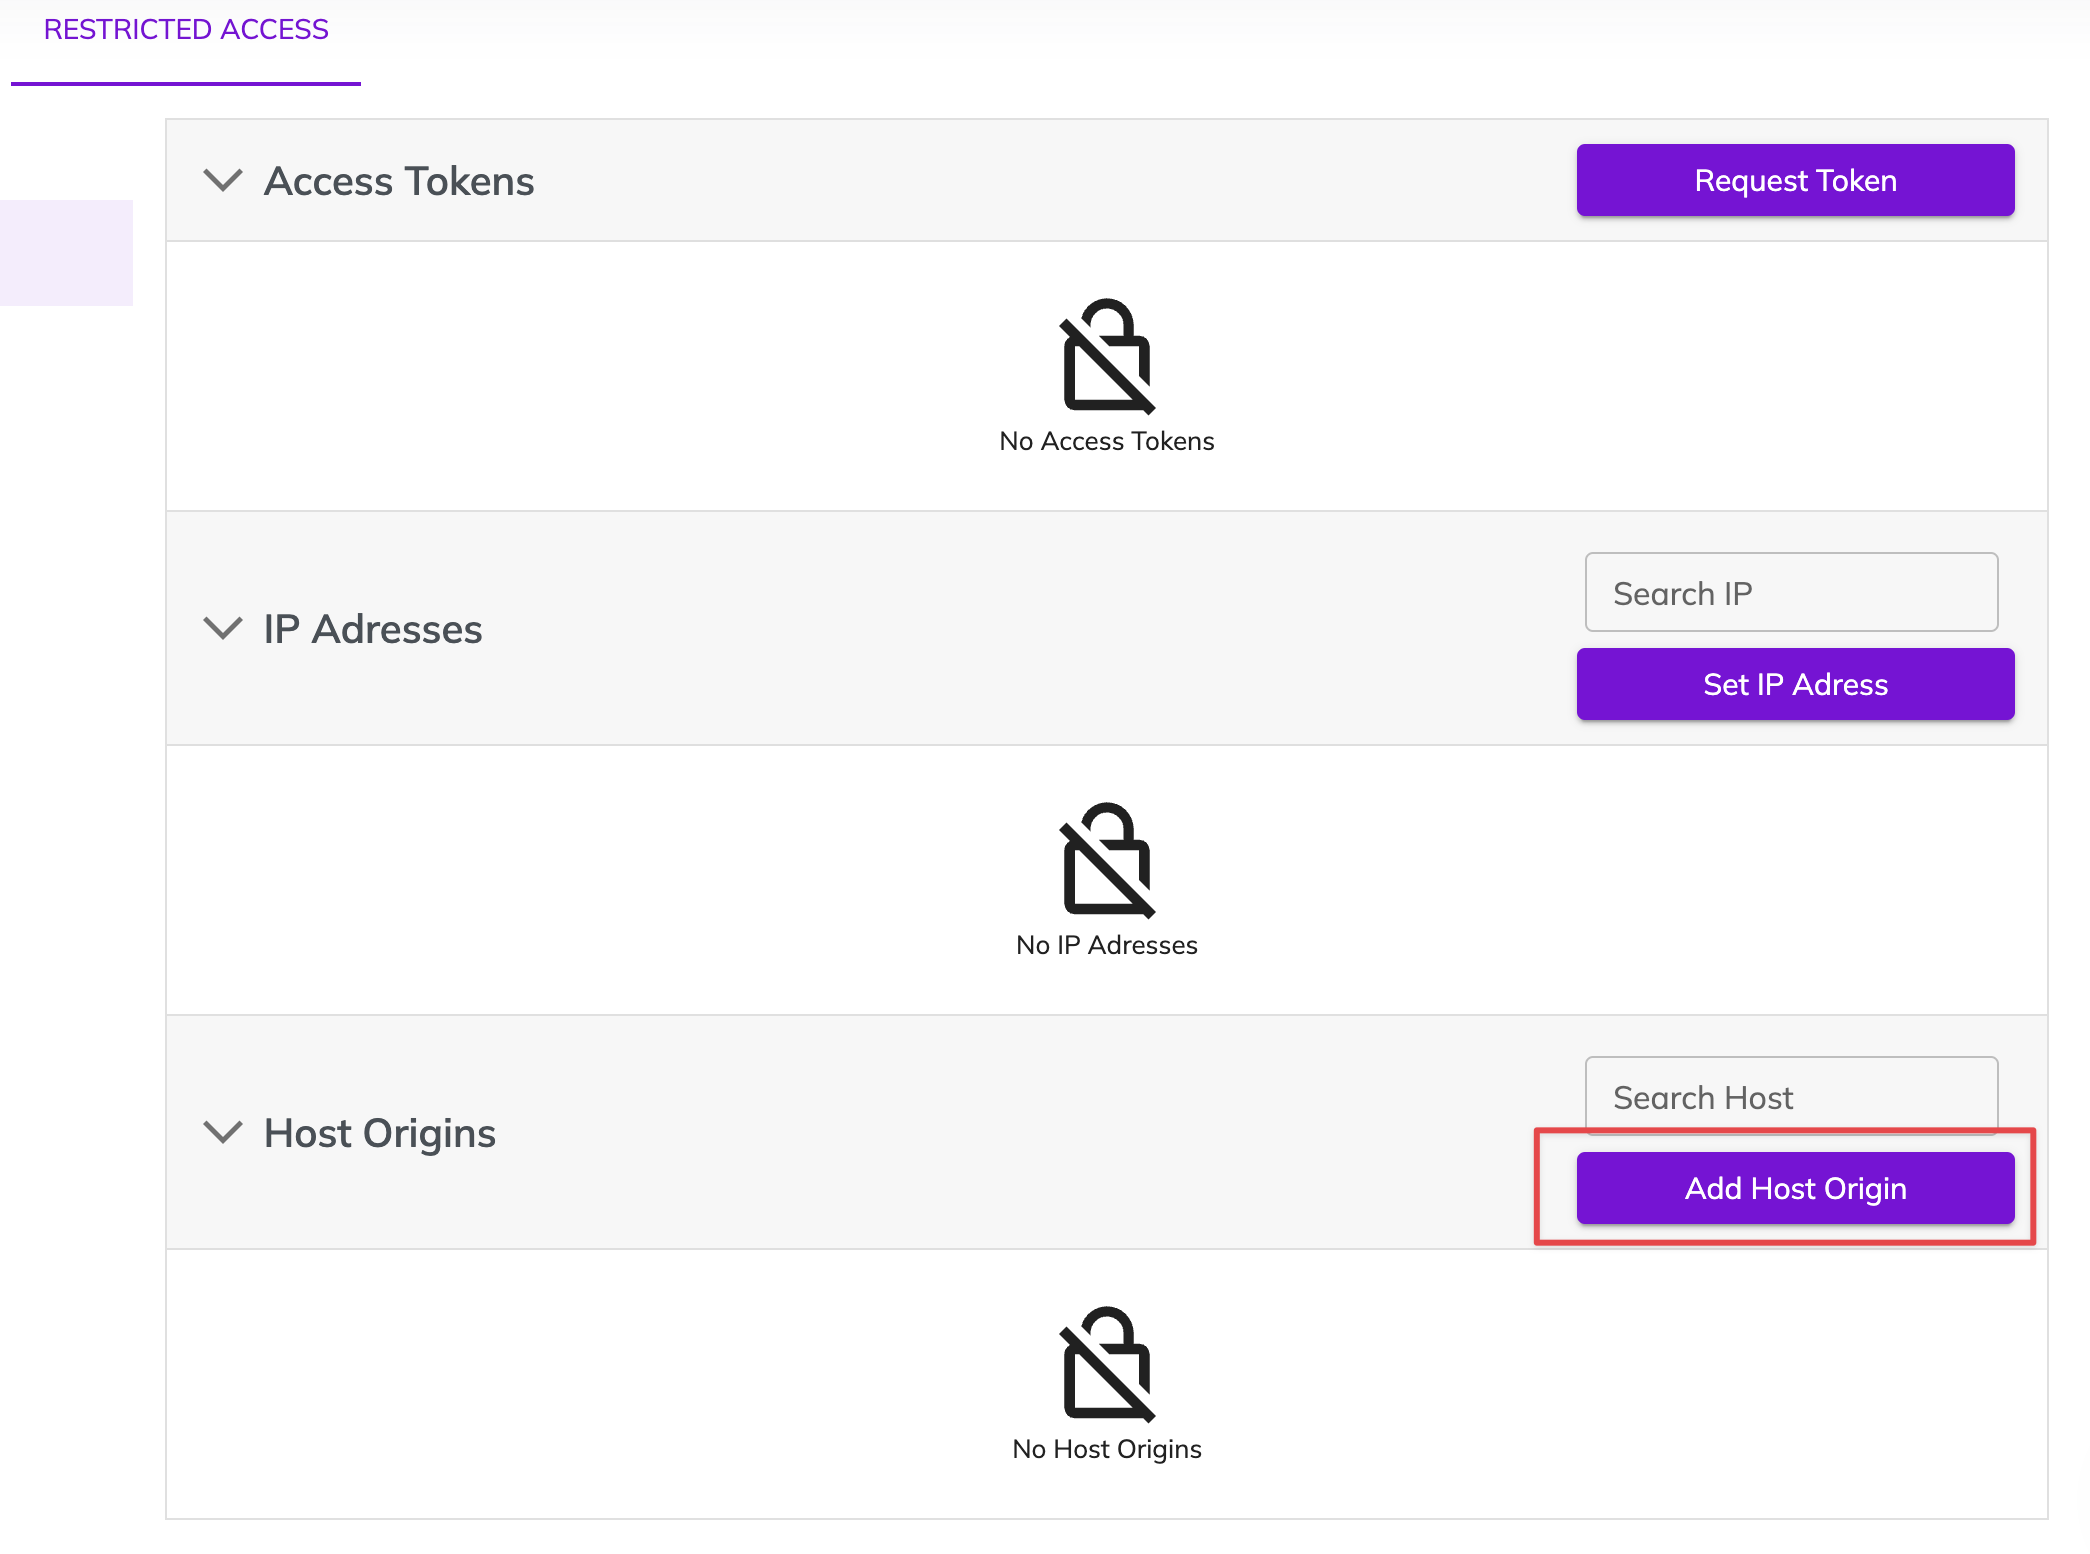 RESTRICTED ACCESS
Access Tokens
Request Token
No Access Tokens
Search IP
IP Adresses
Set IP Adress
No IP Adresses
Search Host
Host Origins
Add Host Origin
No Host Origins